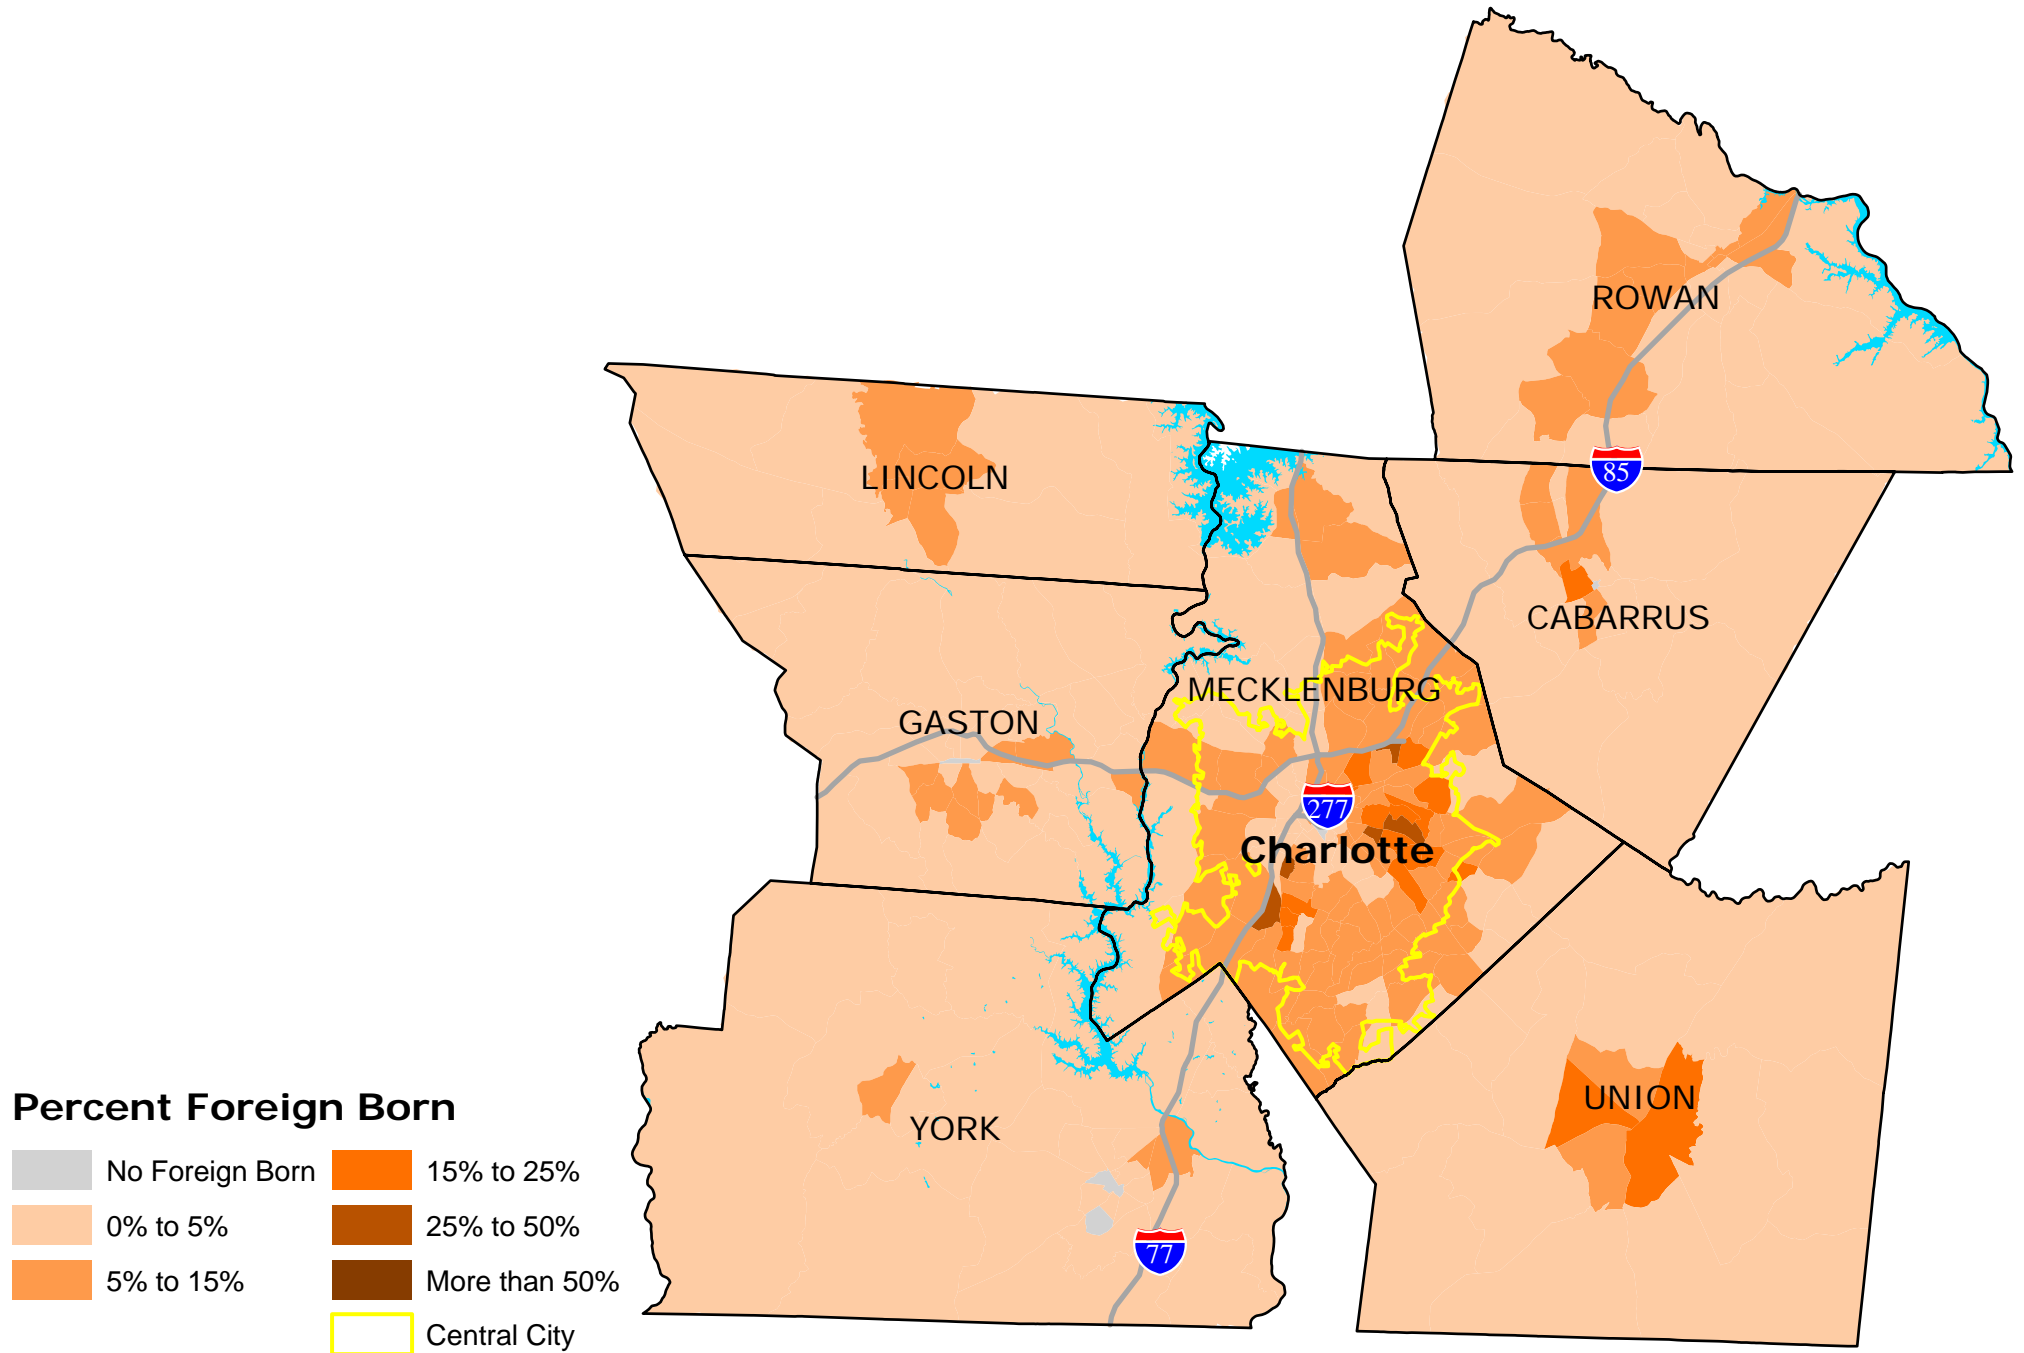 ROWAN
85
LINCOLN
CABARRUS
MECKLENBURG
GASTON
277
Charlotte
UNION
YORK
77
Percent Foreign Born
No Foreign Born
15% to 25%
0% to 5%
25% to 50%
5% to 15%
More than 50%
Central City